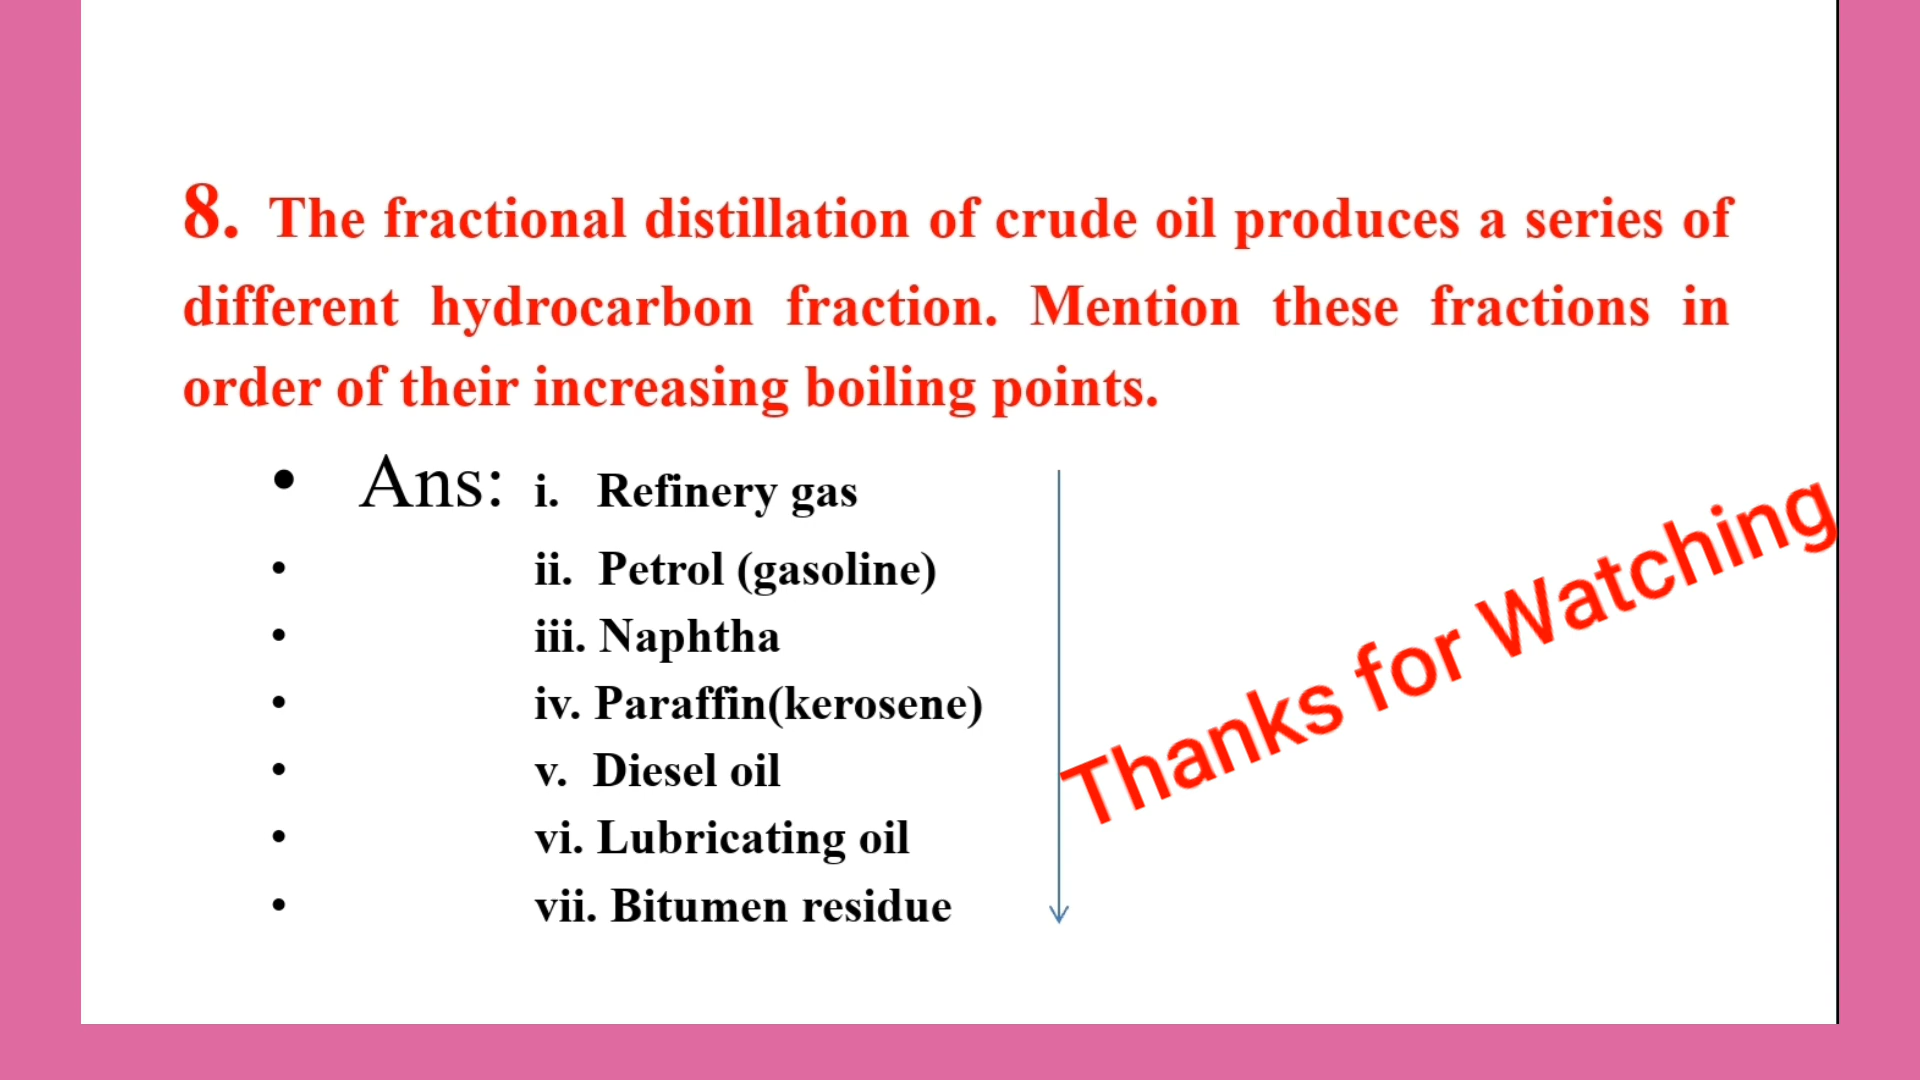 8. The fractional distillation of crude oil produces a series of
different hydrocarbon fraction. Mention these fractions in
order of their increasing boiling points.
• Ans: i. Refinery gas
• ii. Petrol (gasoline)
• iii. Naphtha
• iv. Paraffin(kerosene)
• v. Diesel oil
• vi. Lubricating oil
• vii. Bitumen residue
Thanks for Watching